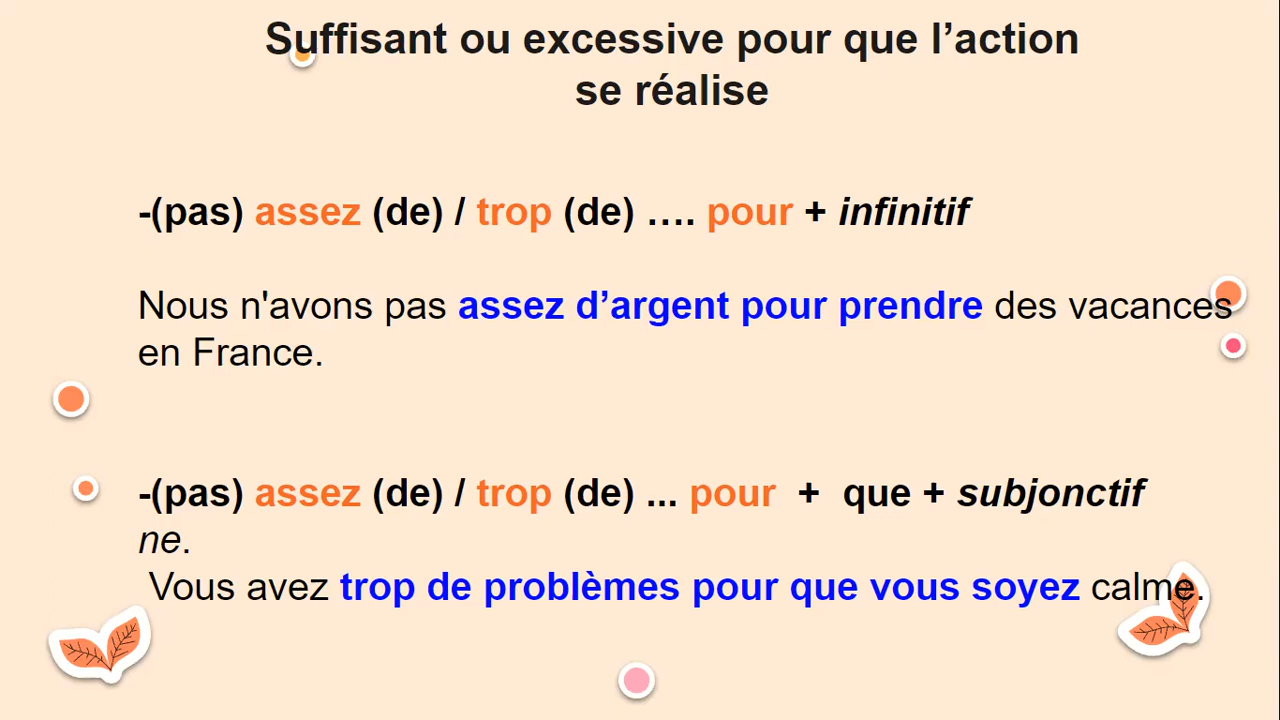 Suffisant ou excessive pour que l’action
se réalise
-(pas) assez (de) / trop (de) …. pour + infinitif
Nous n'avons pas assez d’argent pour prendre des vacances
en France.
-(pas) assez (de) / trop (de) ... pour + que + subjonctif
ne.
Vous avez trop de problèmes pour que vous soyez calme.